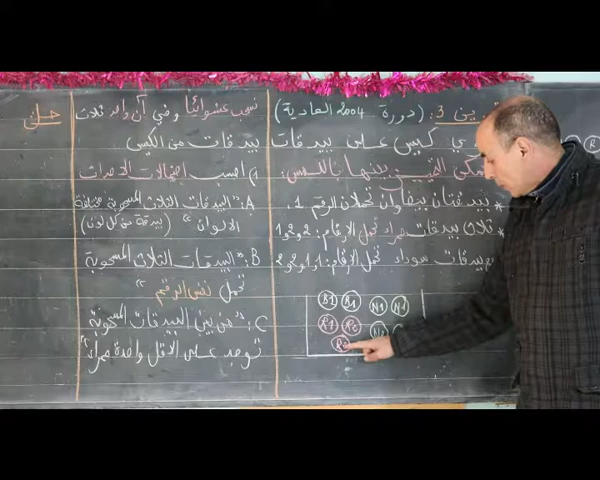 تمرين 3: (دورة 2004 العادية)
يحتوي كيس على بيدقات
لا يمكن التمييز بينها باللمس:
* بيدقتان بيضاوان تحملان الرقم 1.
* ثلاث بيدقات حمراء تحمل الأرقام: 1,2,2
بيدقات سوداء تحمل الأرقام: 1,1,2,2
B1 B1 N1 N1
R1 R2 N2
R2
نسحب عشوائيا وفي آن واحد ثلاث
بيدقات من الكيس
1) احسب احتمالات الأحداث
A: "البيدقات الثلاث المسحوبة مختلفة
الألوان" (بيدقة من كل لون)
B: "البيدقات الثلاث المسحوبة
تحمل نفس الرقم"
C: "من بين البيدقات المسحوبة
توجد على الأقل واحدة حمراء"
حل